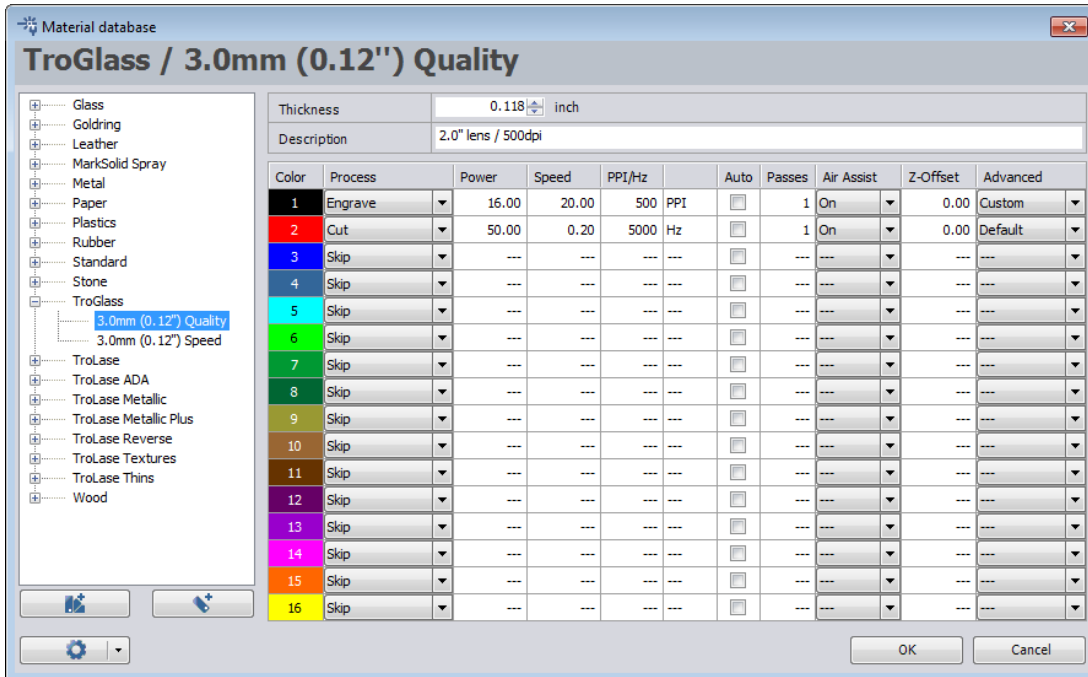 Material database
TroGlass / 3.0mm (0.12'') Quality
Glass
Goldring
Leather
MarkSolid Spray
Metal
Paper
Plastics
Rubber
Standard
Stone
TroGlass
3.0mm (0.12") Quality
3.0mm (0.12") Speed
TroLase
TroLase ADA
TroLase Metallic
TroLase Metallic Plus
TroLase Reverse
TroLase Textures
TroLase Thins
Wood
Thickness 0.118 inch
Description 2.0" lens / 500dpi
Color Process Power Speed PPI/Hz Auto Passes Air Assist Z-Offset Advanced
1 Engrave 16.00 20.00 500 PPI 1 On 0.00 Custom
2 Cut 50.00 0.20 5000 Hz 1 On 0.00 Default
3 Skip --- --- --- --- --- --- --- ---
4 Skip --- --- --- --- --- --- --- ---
5 Skip --- --- --- --- --- --- --- ---
6 Skip --- --- --- --- --- --- --- ---
7 Skip --- --- --- --- --- --- --- ---
8 Skip --- --- --- --- --- --- --- ---
9 Skip --- --- --- --- --- --- --- ---
10 Skip --- --- --- --- --- --- --- ---
11 Skip --- --- --- --- --- --- --- ---
12 Skip --- --- --- --- --- --- --- ---
13 Skip --- --- --- --- --- --- --- ---
14 Skip --- --- --- --- --- --- --- ---
15 Skip --- --- --- --- --- --- --- ---
16 Skip --- --- --- --- --- --- --- ---
OK Cancel